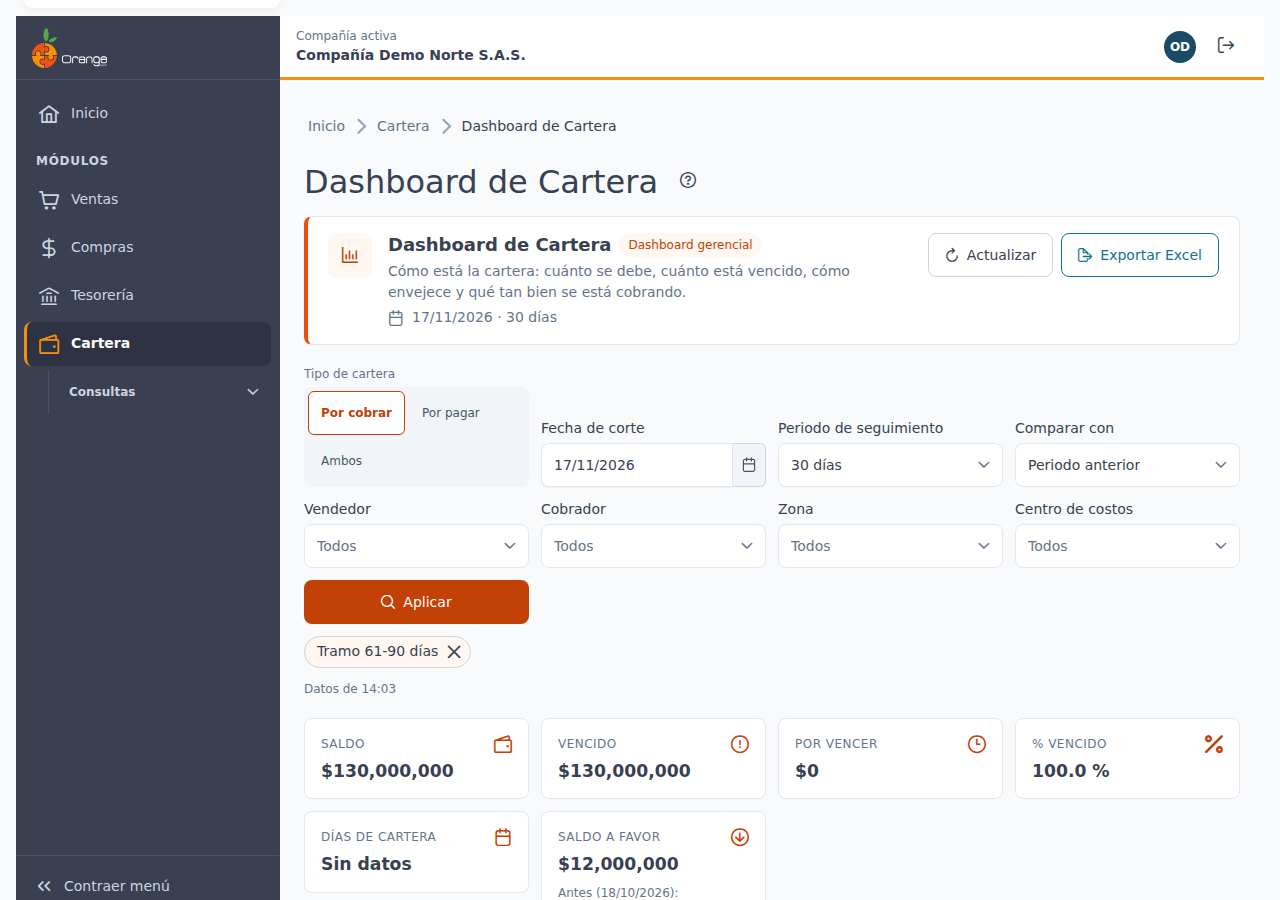 Orange
Compañía activa
Compañía Demo Norte S.A.S.
OD
Inicio
MÓDULOS
Ventas
Compras
Tesorería
Cartera
Consultas
Contraer menú
Inicio
Cartera
Dashboard de Cartera
Dashboard de Cartera
Dashboard de Cartera
Dashboard gerencial
Cómo está la cartera: cuánto se debe, cuánto está vencido, cómo
envejece y qué tan bien se está cobrando.
17/11/2026 · 30 días
Actualizar
Exportar Excel
Tipo de cartera
Por cobrar
Por pagar
Ambos
Fecha de corte
17/11/2026
Periodo de seguimiento
30 días
Comparar con
Periodo anterior
Vendedor
Todos
Cobrador
Todos
Zona
Todos
Centro de costos
Todos
Aplicar
Tramo 61-90 días
Datos de 14:03
SALDO
$130,000,000
VENCIDO
$130,000,000
POR VENCER
$0
% VENCIDO
100.0 %
DÍAS DE CARTERA
Sin datos
SALDO A FAVOR
$12,000,000
Antes (18/10/2026):